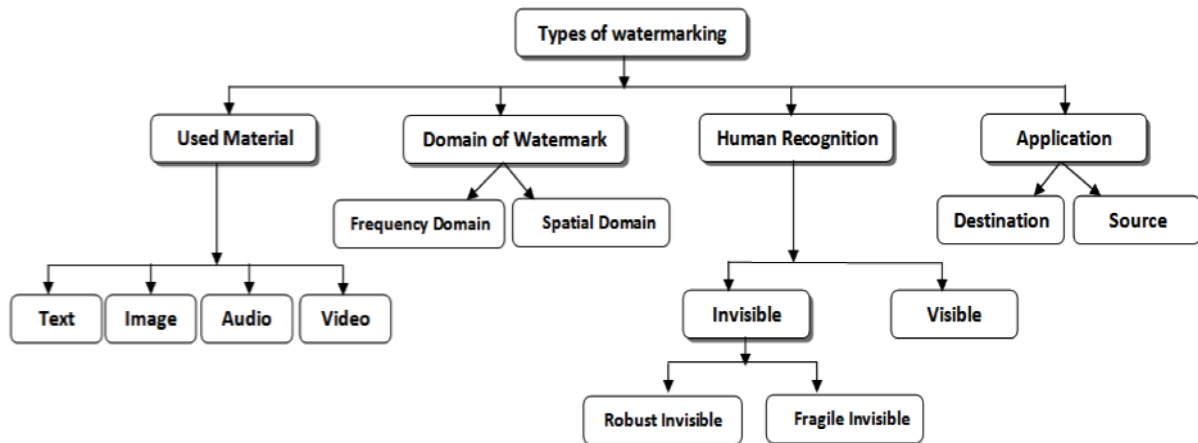 Types of watermarking
Used Material
Domain of Watermark
Human Recognition
Application
Frequency Domain
Spatial Domain
Destination
Source
Text
Image
Audio
Video
Invisible
Visible
Robust Invisible
Fragile Invisible